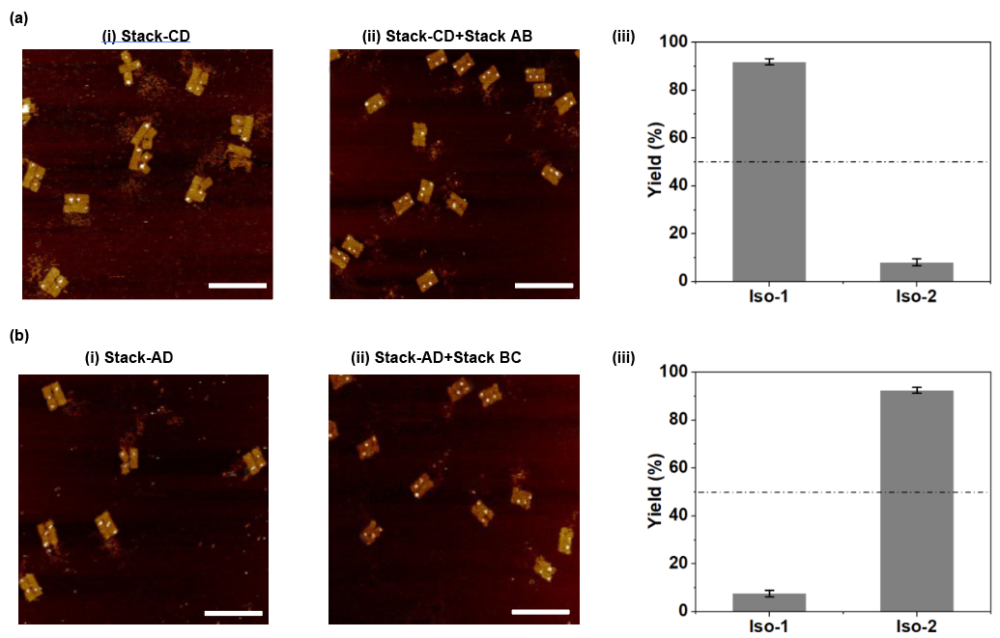 (a)
(i) Stack-CD
(ii) Stack-CD+Stack AB
(iii)
100
80
60
40
20
0
Yield (%)
Iso-1
Iso-2
(b)
(i) Stack-AD
(ii) Stack-AD+Stack BC
(iii)
100
80
60
40
20
0
Yield (%)
Iso-1
Iso-2